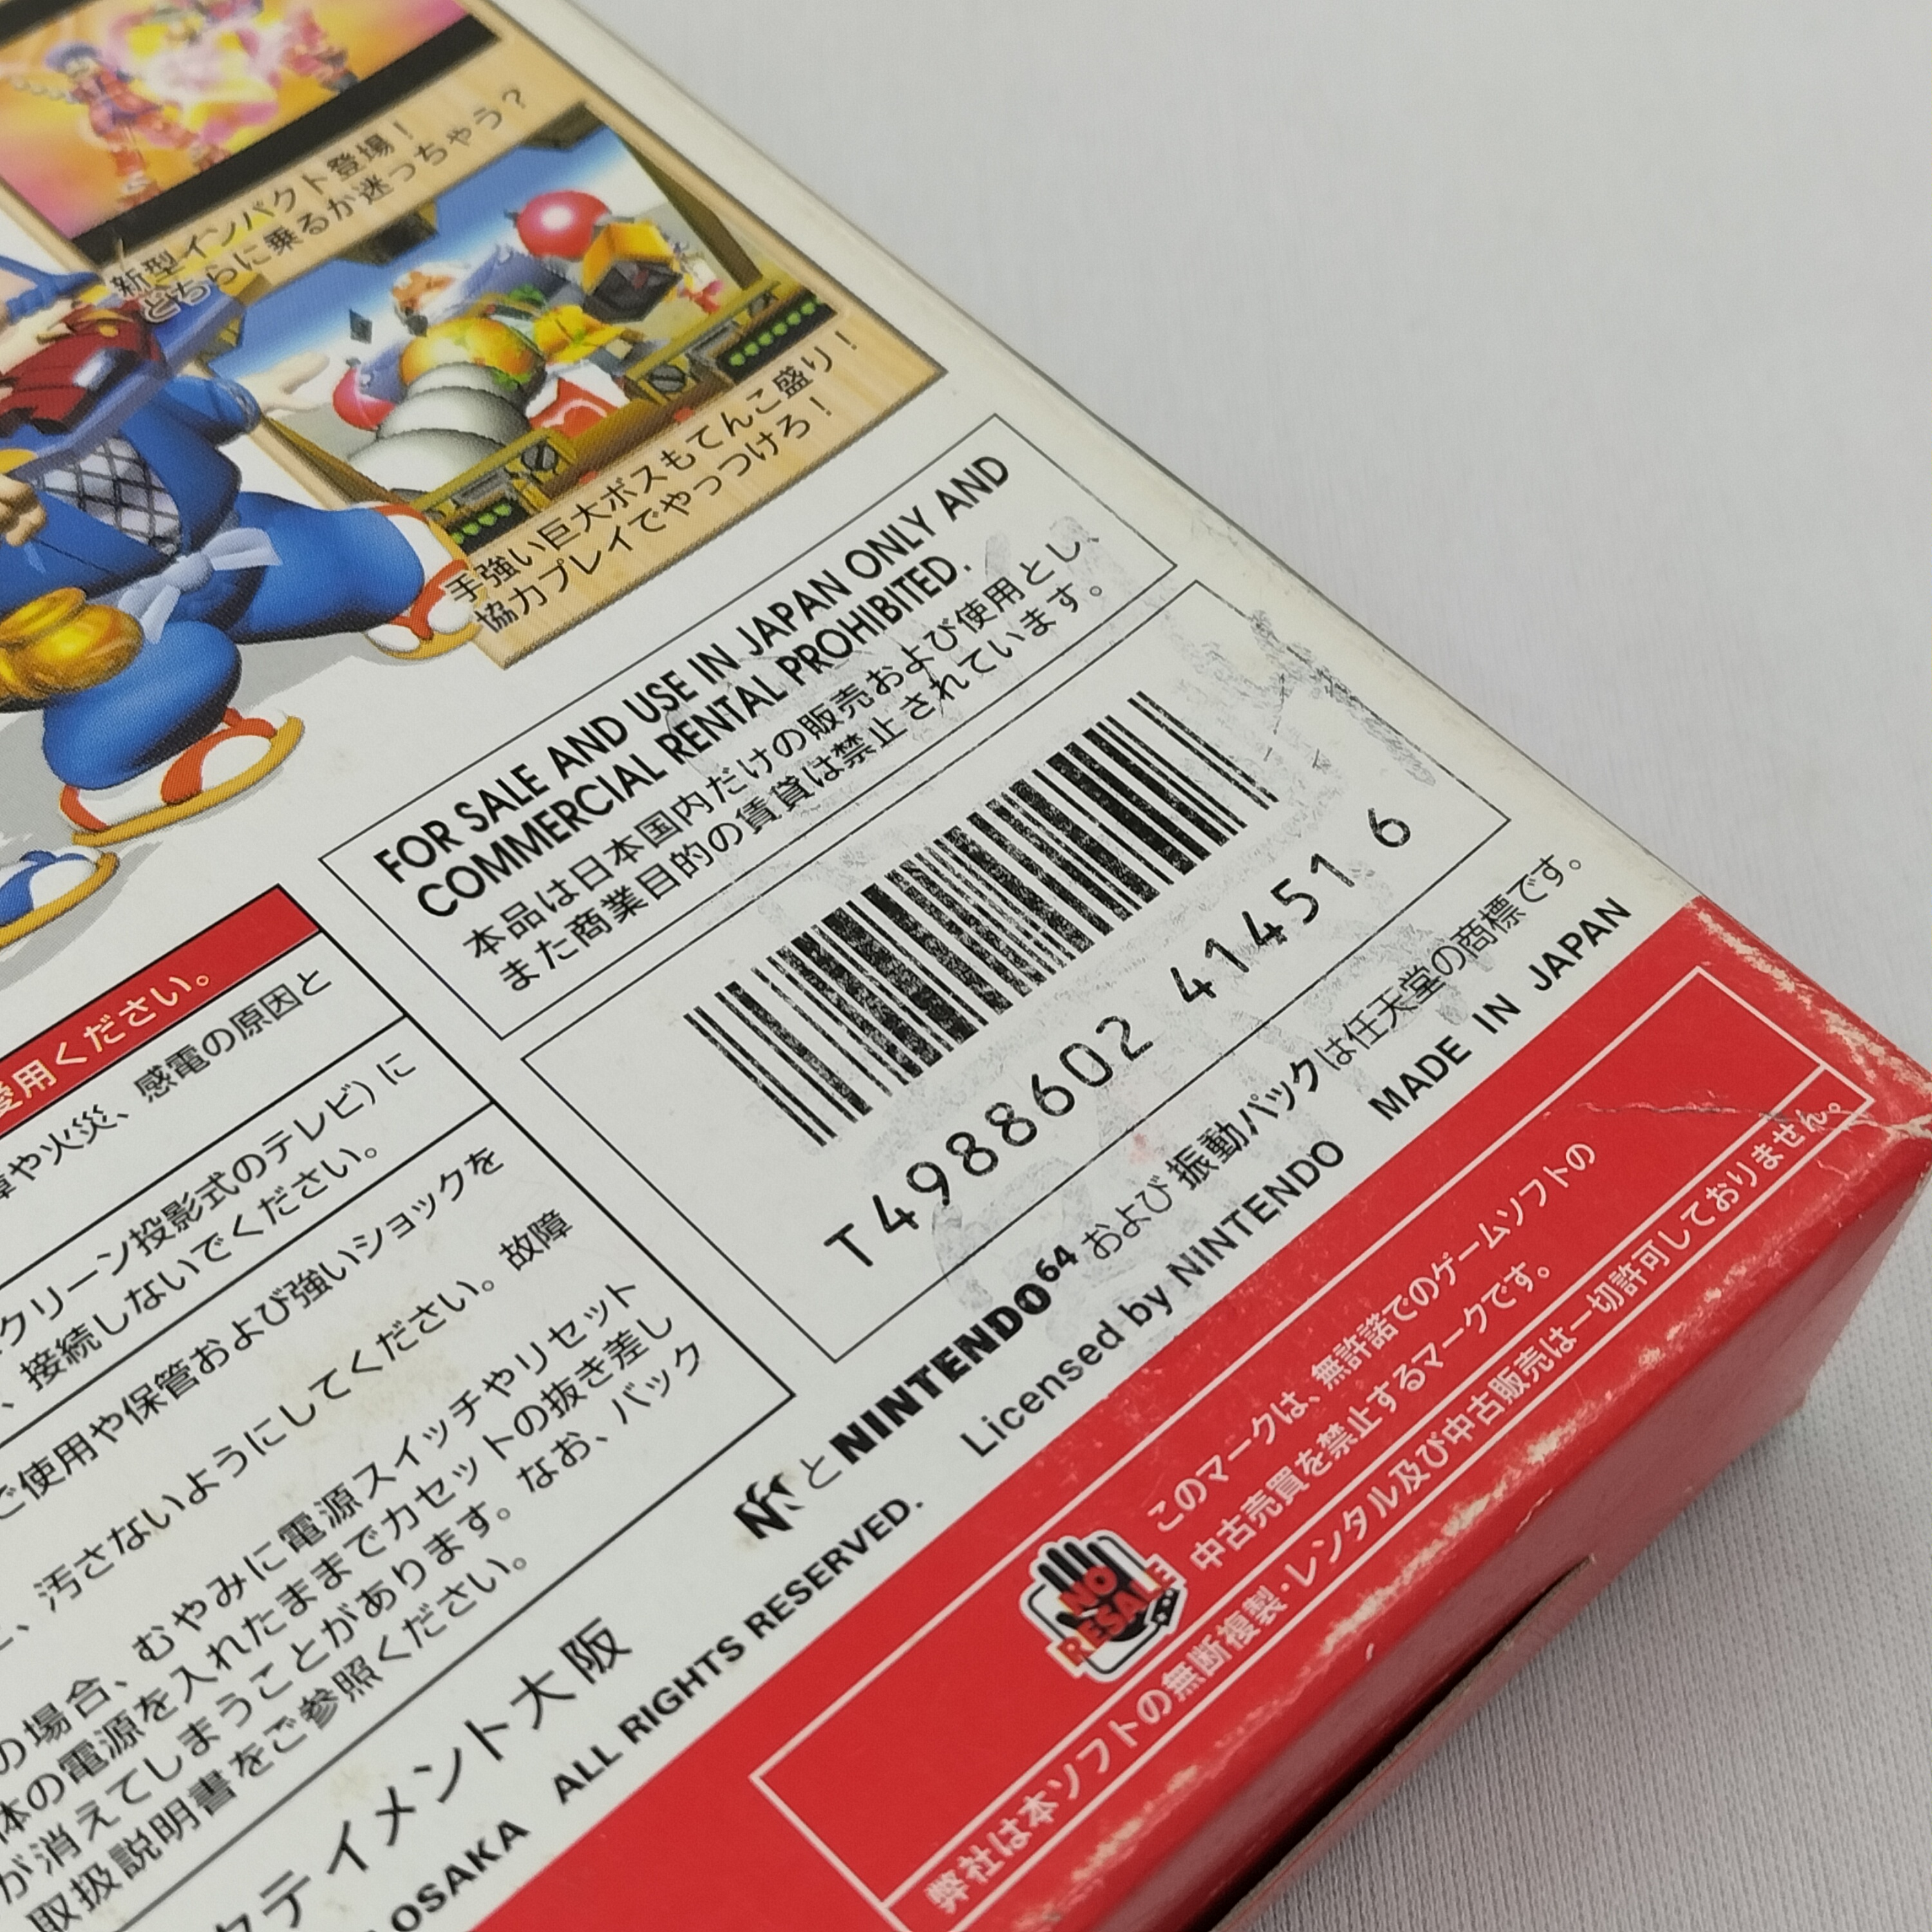 新型インパクト登場！
どちらに乗るか迷っちゃう？
手強い巨大ボスもてんこ盛り！
協力プレイでやっつけろ！
FOR SALE AND USE IN JAPAN ONLY AND
COMMERCIAL RENTAL PROHIBITED.
本品は日本国内だけの販売および使用とし、
また商業目的の賃貸は禁止されています。
T4988602 414516
愛用ください。
や火災、感電の原因と
クリーン投影式のテレビ）に
、接続しないでください。
ご使用や保管および強いショックを
、汚さないようにしてください。故障
の場合、むやみに電源スイッチやリセット
体の電源を入れたままでカセットの抜き差し
が消えてしまうことがあります。なお、バック
取扱説明書をご参照ください。
と NINTENDO64 および 振動パックは任天堂の商標です。
Licensed by NINTENDO MADE IN JAPAN
テイメント大阪
OSAKA ALL RIGHTS RESERVED.
NO
RESALE
このマークは、無許諾でのゲームソフトの
中古売買を禁止するマークです。
弊社は本ソフトの無断複製・レンタル及び中古販売は一切許可しておりません。